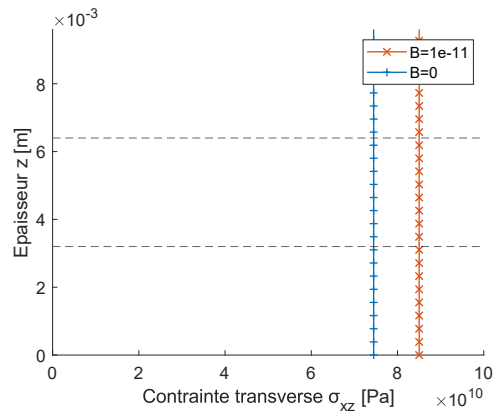 ×10⁻³
8
6
4
2
0
Epaisseur z [m]
B=1e-11
B=0
0 2 4 6 8 10
Contrainte transverse σxz [Pa]
×10¹⁰